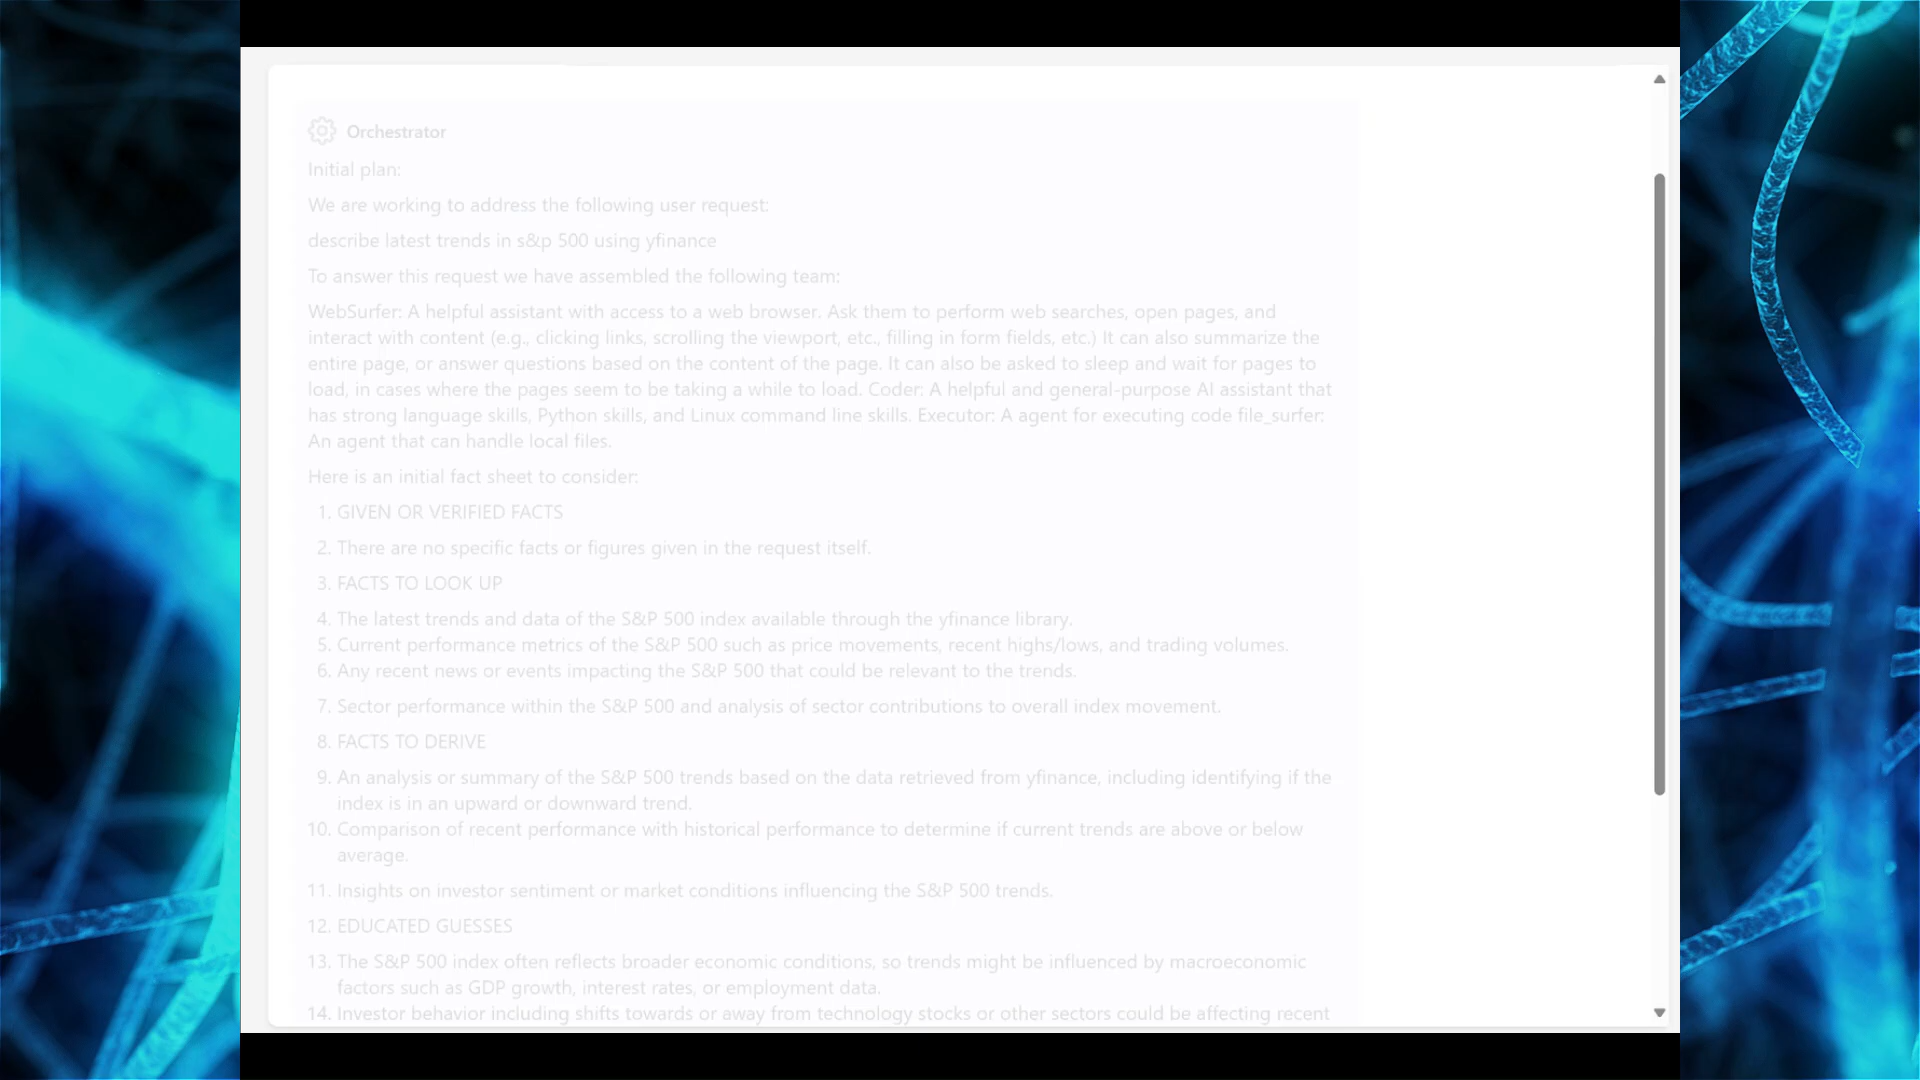 Orchestrator
Initial plan:
We are working to address the following user request:
describe latest trends in s&p 500 using yfinance
To answer this request we have assembled the following team:
WebSurfer: A helpful assistant with access to a web browser. Ask them to perform web searches, open pages, and
interact with content (e.g., clicking links, scrolling the viewport, etc., filling in form fields, etc.) It can also summarize the
entire page, or answer questions based on the content of the page. It can also be asked to sleep and wait for pages to
load, in cases where the pages seem to be taking a while to load. Coder: A helpful and general-purpose AI assistant that
has strong language skills, Python skills, and Linux command line skills. Executor: A agent for executing code file_surfer:
An agent that can handle local files.
Here is an initial fact sheet to consider:
1. GIVEN OR VERIFIED FACTS
2. There are no specific facts or figures given in the request itself.
3. FACTS TO LOOK UP
4. The latest trends and data of the S&P 500 index available through the yfinance library.
5. Current performance metrics of the S&P 500 such as price movements, recent highs/lows, and trading volumes.
6. Any recent news or events impacting the S&P 500 that could be relevant to the trends.
7. Sector performance within the S&P 500 and analysis of sector contributions to overall index movement.
8. FACTS TO DERIVE
9. An analysis or summary of the S&P 500 trends based on the data retrieved from yfinance, including identifying if the
index is in an upward or downward trend.
10. Comparison of recent performance with historical performance to determine if current trends are above or below
average.
11. Insights on investor sentiment or market conditions influencing the S&P 500 trends.
12. EDUCATED GUESSES
13. The S&P 500 index often reflects broader economic conditions, so trends might be influenced by macroeconomic
factors such as GDP growth, interest rates, or employment data.
14. Investor behavior including shifts towards or away from technology stocks or other sectors could be affecting recent